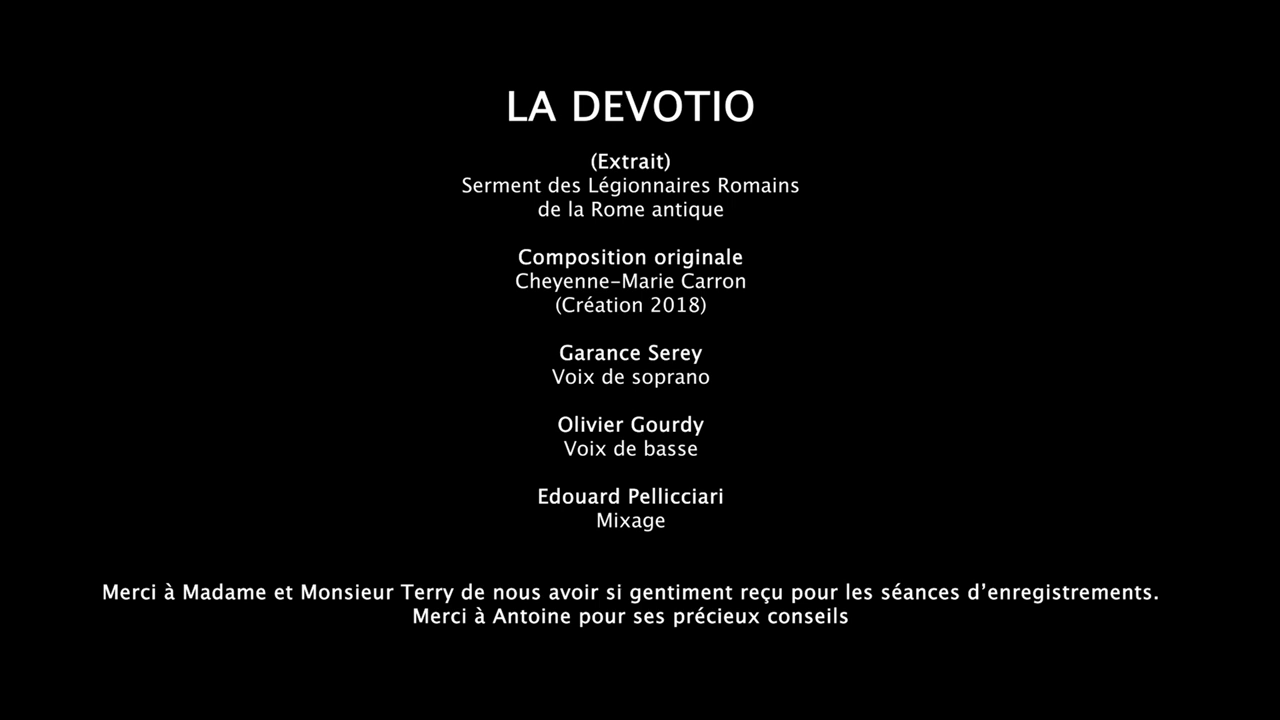 LA DEVOTIO
(Extrait)
Serment des Légionnaires Romains
de la Rome antique
Composition originale
Cheyenne-Marie Carron
(Création 2018)
Garance Serey
Voix de soprano
Olivier Gourdy
Voix de basse
Edouard Pellicciari
Mixage
Merci à Madame et Monsieur Terry de nous avoir si gentiment reçu pour les séances d'enregistrements.
Merci à Antoine pour ses précieux conseils